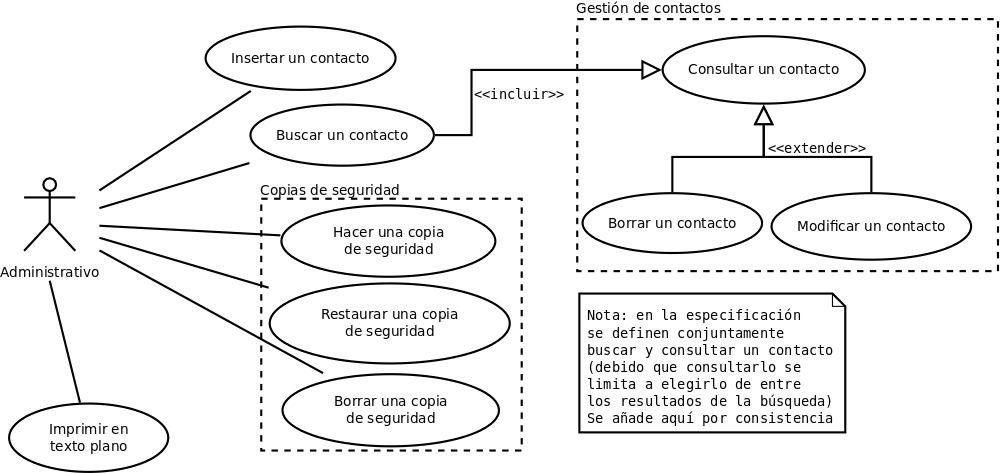 Gestión de contactos
Insertar un contacto
Consultar un contacto
<<incluir>>
Buscar un contacto
<<extender>>
Copias de seguridad
Borrar un contacto
Modificar un contacto
Hacer una copia
de seguridad
Administrativo
Restaurar una copia
de seguridad
Borrar una copia
de seguridad
Imprimir en
texto plano
Nota: en la especificación
se definen conjuntamente
buscar y consultar un contacto
(debido que consultarlo se
limita a elegirlo de entre
los resultados de la búsqueda)
Se añade aquí por consistencia